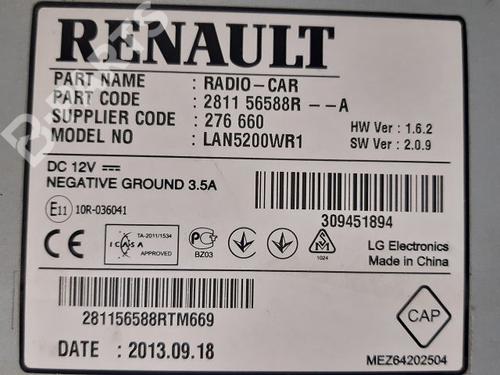 RENAULT
PART NAME : RADIO-CAR
PART CODE : 2811 56588R --A
SUPPLIER CODE : 276 660
MODEL NO : LAN5200WR1
HW Ver : 1.6.2
SW Ver : 2.0.9
DC 12V
NEGATIVE GROUND 3.5A
E11 10R-036041
309451894
CE
ICASA
TA-2011/1534
APPROVED
BZ03
1024
LG Electronics
Made in China
281156588RTM669
CAP
DATE : 2013.09.18
MEZ64202504